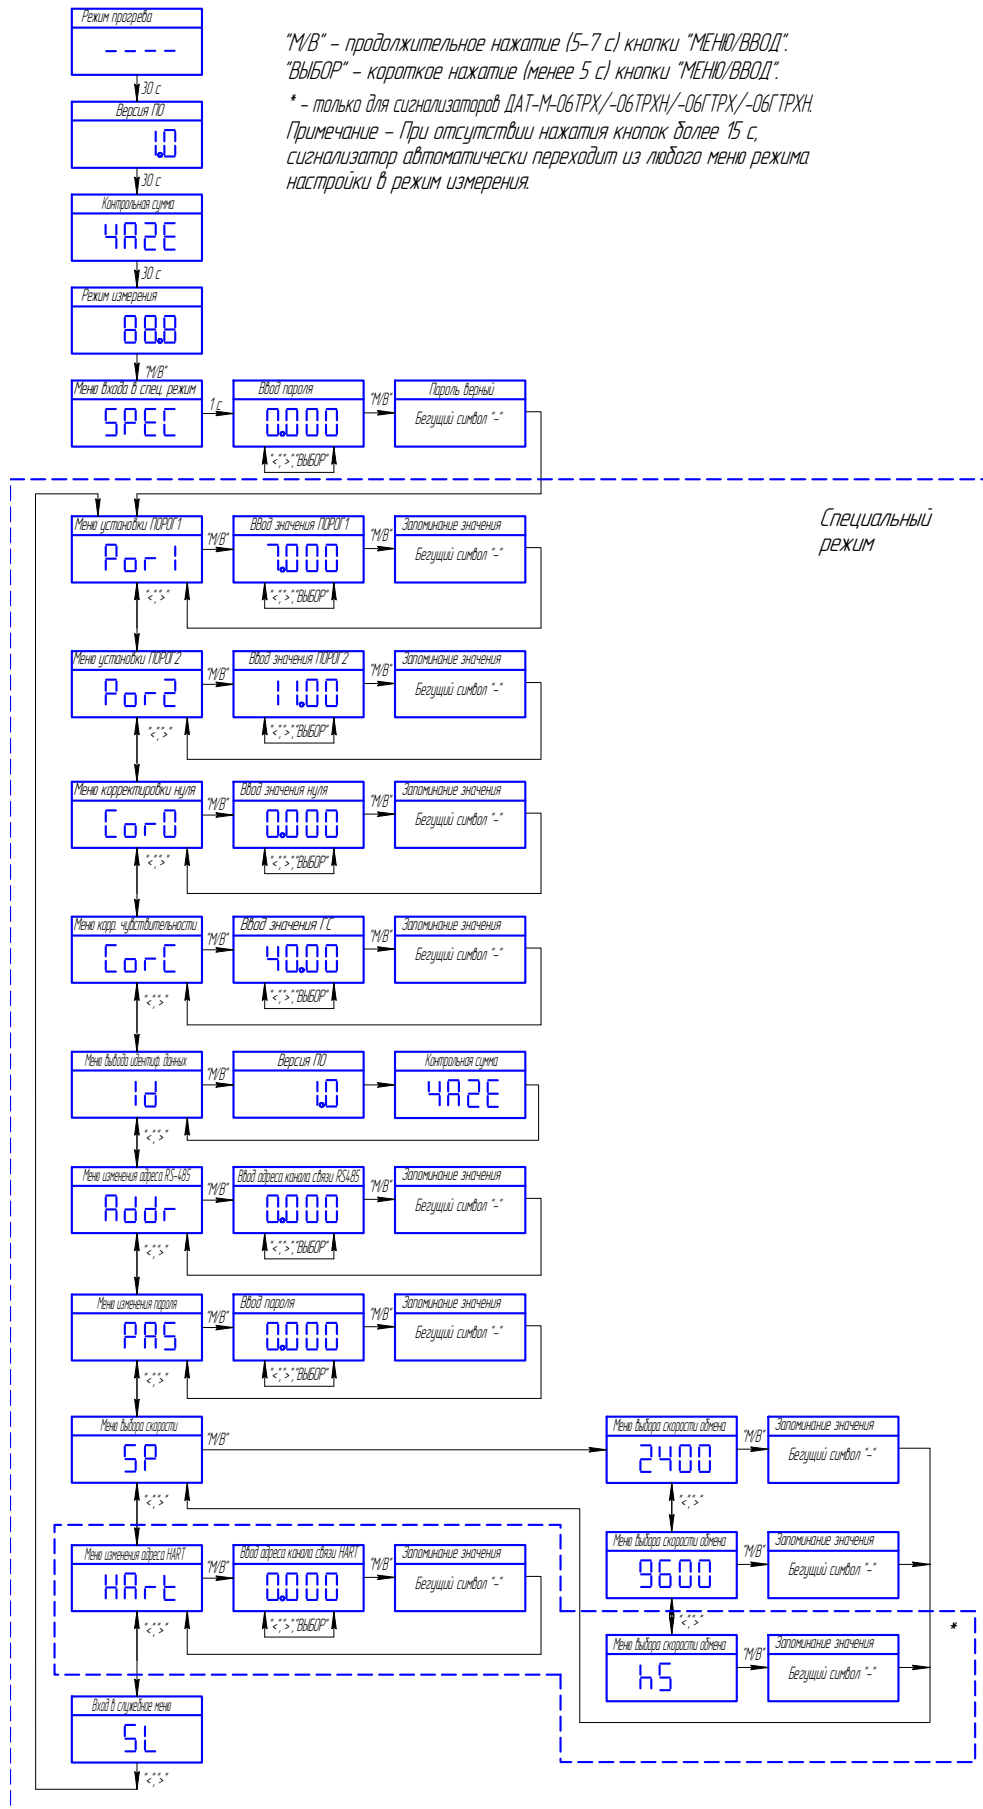 Режим прогрева
- - - -
"М/В" – продолжительное нажатие (5-7 с) кнопки "МЕНЮ/ВВОД".
"ВЫБОР" – короткое нажатие (менее 5 с) кнопки "МЕНЮ/ВВОД".
* – только для сигнализаторов ДАТ-М-06ТРХ/-06ТРХН/-06ГТРХ/-06ГТРХН.
Примечание – При отсутствии нажатия кнопок более 15 с,
сигнализатор автоматически переходит из любого меню режима
настройки в режим измерения.
30 с
Версия ПО
1.0
30 с
Контрольная сумма
4A2E
30 с
Режим измерения
88.8
"М/В"
Меню входа в спец. режим
SPEC
1 с
Ввод пароля
0.000
"<",">","ВЫБОР"
"М/В"
Пароль верный
Бегущий символ "-"
Специальный
режим
Меню установки ПОРОГ1
Por1
"М/В"
ВВод значения ПОРОГ1
7.000
"<",">","ВЫБОР"
"М/В"
Запоминание значения
Бегущий символ "-"
"<",">"
Меню установки ПОРОГ2
Por2
"М/В"
Ввод значения ПОРОГ2
11.00
"<",">","ВЫБОР"
"М/В"
Запоминание значения
Бегущий символ "-"
"<",">"
Меню корректировки нуля
Cor0
"М/В"
Ввод значения нуля
0.000
"<",">","ВЫБОР"
"М/В"
Запоминание значения
Бегущий символ "-"
"<",">"
Меню корр. чувствительности
CorC
"М/В"
Ввод значения ГС
40.00
"<",">","ВЫБОР"
"М/В"
Запоминание значения
Бегущий символ "-"
"<",">"
Меню вывода идентиф. данных
Id
"М/В"
Версия ПО
1.0
Контрольная сумма
4A2E
"<",">"
Меню изменения адреса RS-485
Addr
"М/В"
Ввод адреса канала связи RS485
0.000
"<",">","ВЫБОР"
"М/В"
Запоминание значения
Бегущий символ "-"
"<",">"
Меню изменения пароля
PAS
"М/В"
Ввод пароля
0.000
"<",">","ВЫБОР"
"М/В"
Запоминание значения
Бегущий символ "-"
"<",">"
Меню выбора скорости
SP
"М/В"
Меню выбора скорости обмена
2400
"М/В"
Запоминание значения
Бегущий символ "-"
"<",">"
"<",">"
Меню изменения адреса HART
HArt
"М/В"
Ввод адреса канала связи HART
0.000
"<",">","ВЫБОР"
"М/В"
Запоминание значения
Бегущий символ "-"
Меню выбора скорости обмена
9600
"М/В"
Запоминание значения
Бегущий символ "-"
"<",">"
"<",">"
*
Меню выбора скорости обмена
hS
"М/В"
Запоминание значения
Бегущий символ "-"
Вход в служебное меню
SL
"<",">"